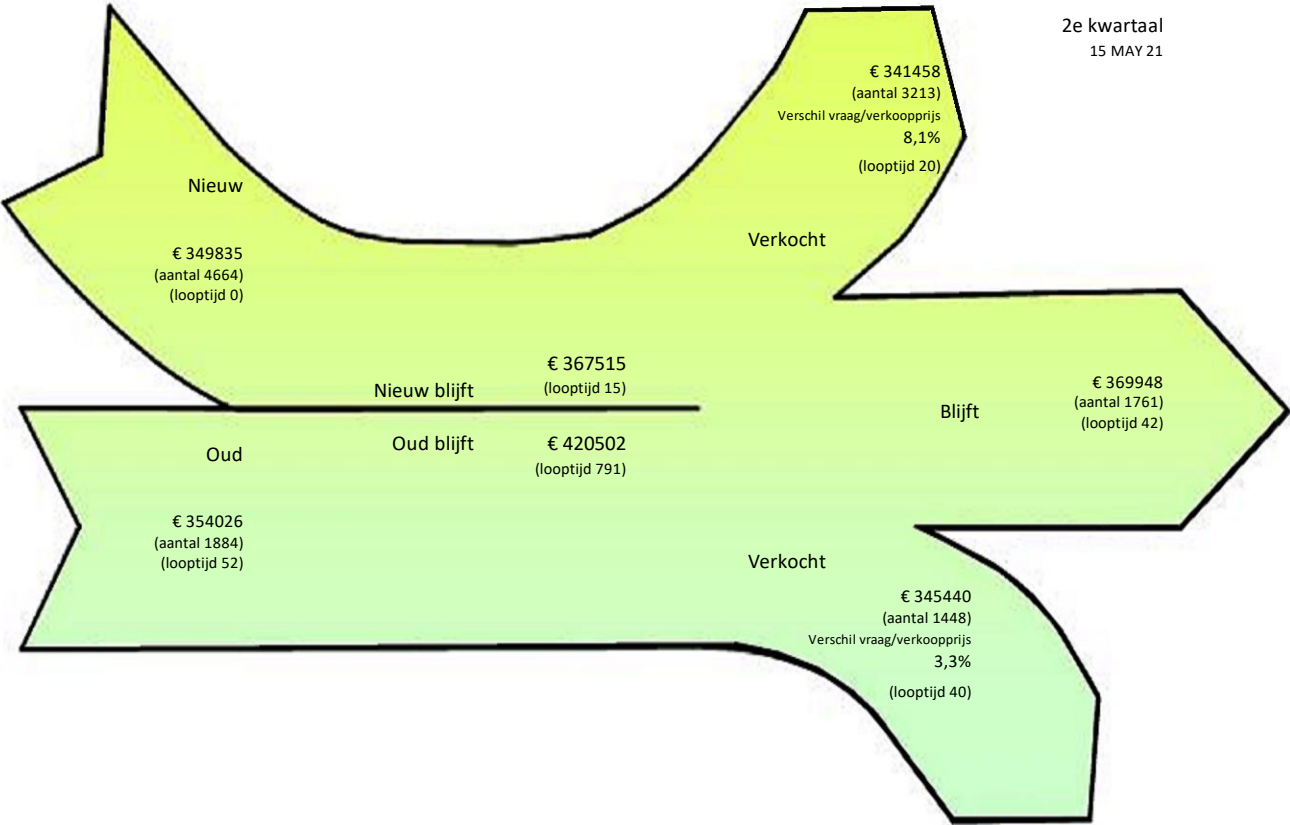 2e kwartaal
15 MAY 21
€ 341458
(aantal 3213)
Verschil vraag/verkoopprijs
8,1%
(looptijd 20)
Nieuw
Verkocht
€ 349835
(aantal 4664)
(looptijd 0)
€ 367515
Nieuw blijft
(looptijd 15)
€ 369948
(aantal 1761)
(looptijd 42)
Blijft
Oud blijft
€ 420502
(looptijd 791)
Oud
€ 354026
(aantal 1884)
(looptijd 52)
Verkocht
€ 345440
(aantal 1448)
Verschil vraag/verkoopprijs
3,3%
(looptijd 40)